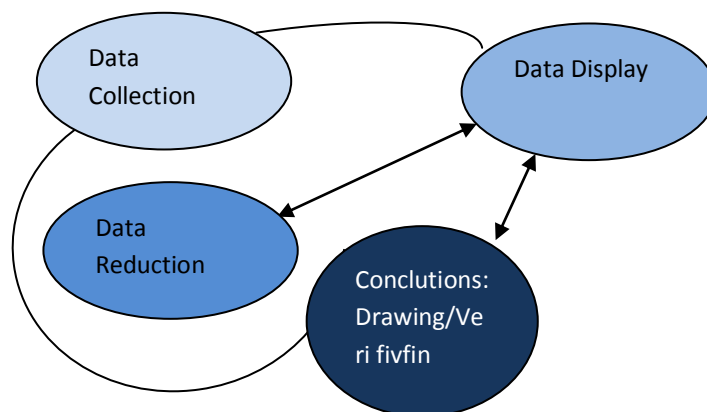 Data
Collection
Data Display
Data
Reduction
Conclutions:
Drawing/Ve
ri fivfin